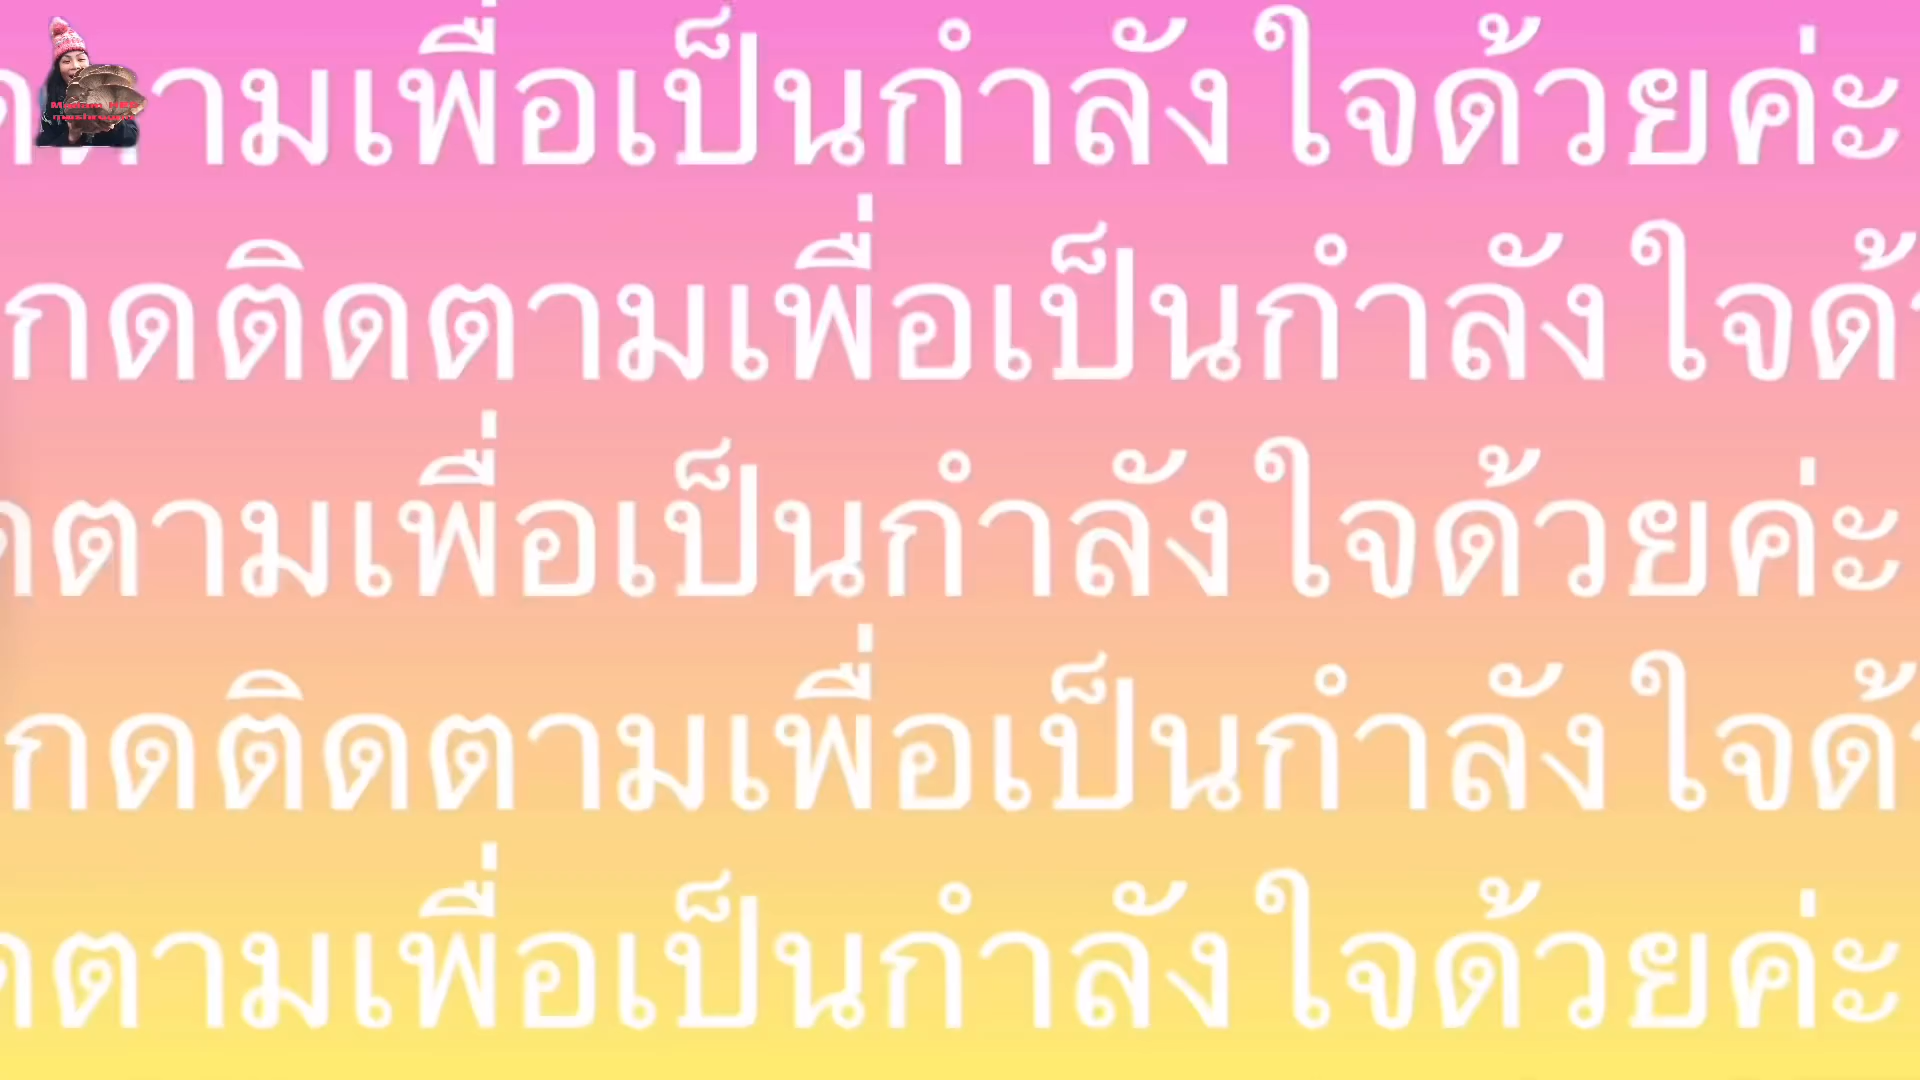 ตามเพื่อเป็นกำลังใจด้วยค่ะ
กดติดตามเพื่อเป็นกำลังใจด้
ดตามเพื่อเป็นกำลังใจด้วยค่ะ
กดติดตามเพื่อเป็นกำลังใจด้
ดตามเพื่อเป็นกำลังใจด้วยค่ะ